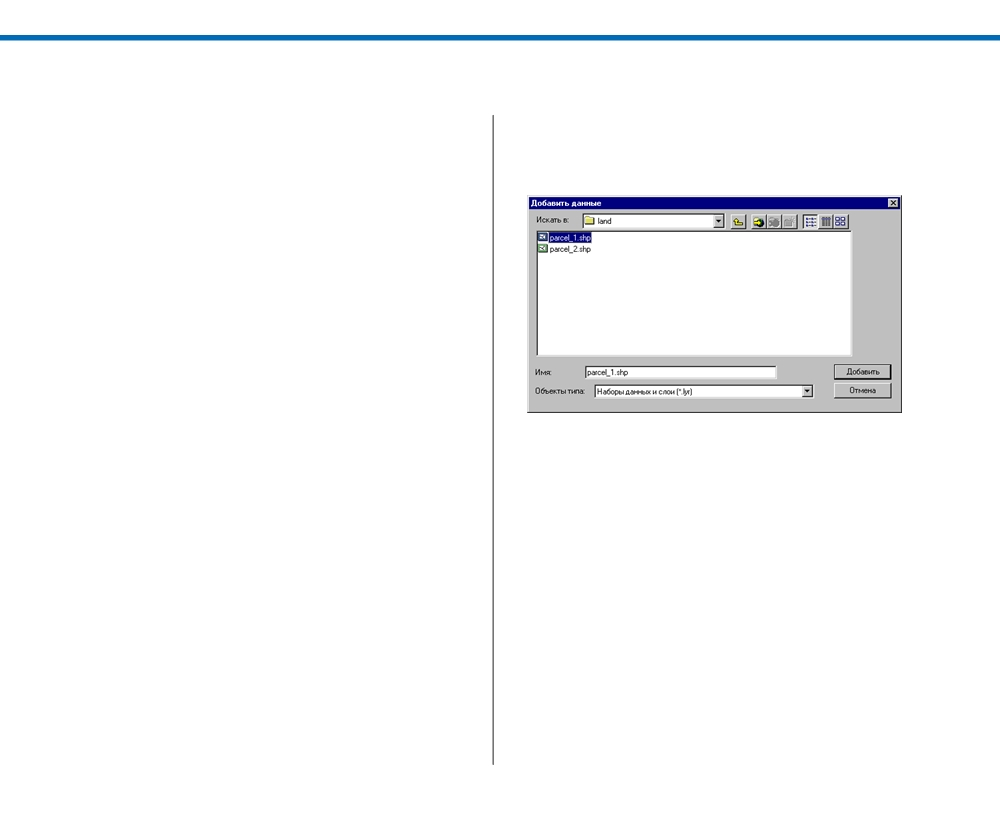 Добавить данные
Искать в: land
parcel_1.shp
parcel_2.shp
Имя: parcel_1.shp Добавить
Объекты типа: Наборы данных и слои (*.lyr) Отмена